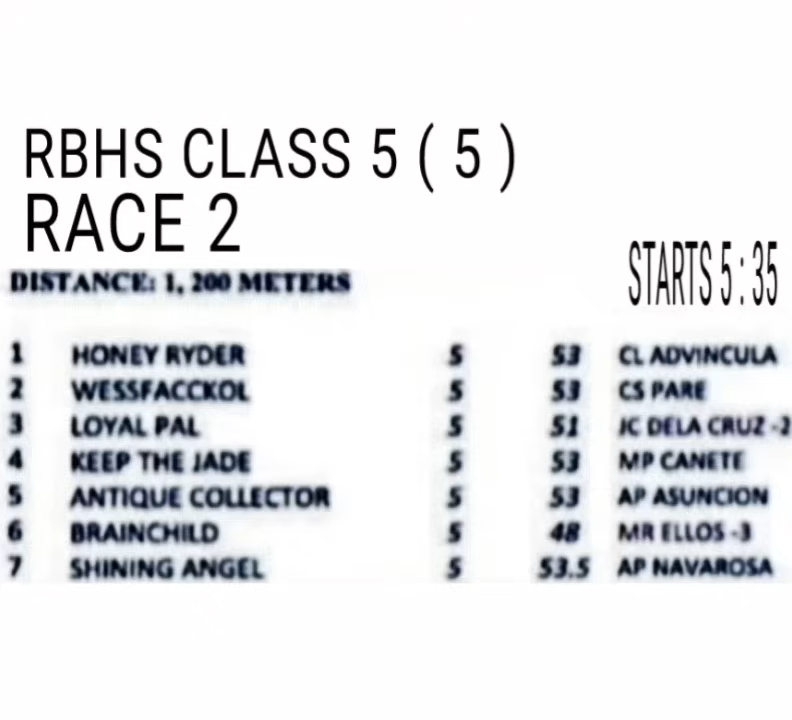 RBHS CLASS 5 ( 5 )
RACE 2
STARTS 5 : 35
DISTANCE: 1, 200 METERS
1 HONEY RYDER 5 53 CL ADVINCULA
2 WESSFACCKOL 5 53 CS PARE
3 LOYAL PAL 5 51 JC DELA CRUZ -2
4 KEEP THE JADE 5 53 MP CANETE
5 ANTIQUE COLLECTOR 5 53 AP ASUNCION
6 BRAINCHILD 5 48 MR ELLOS -3
7 SHINING ANGEL 5 53.5 AP NAVAROSA